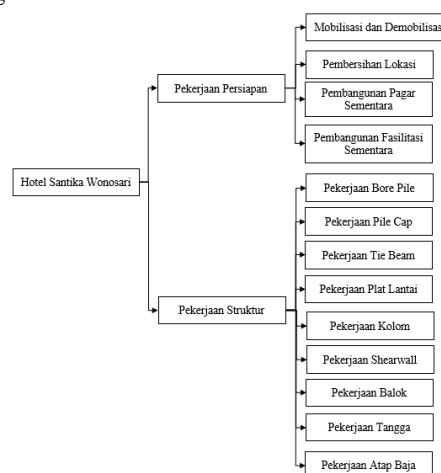 Mobilisasi dan Demobilisas
Pembersihan Lokasi
Pekerjaan Persiapan
Pembangunan Pagar
Sementara
Pembangunan Fasilitasi
Sementara
Hotel Santika Wonosari
Pekerjaan Bore Pile
Pekerjaan Pile Cap
Pekerjaan Tie Beam
Pekerjaan Plat Lantai
Pekerjaan Struktur
Pekerjaan Kolom
Pekerjaan Shearwall
Pekerjaan Balok
Pekerjaan Tangga
Pekerjaan Atap Baja